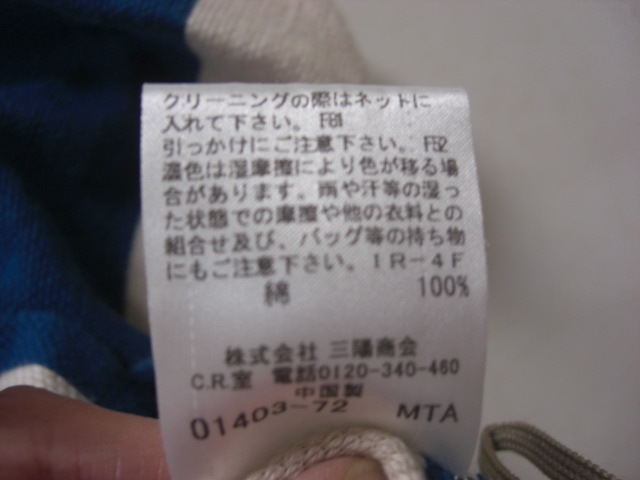 クリーニングの際はネットに
入れて下さい。 FB1
引っかけにご注意下さい。 FB2
濃色は湿摩擦により色が移る場
合があります。雨や汗等の湿っ
た状態での摩擦や他の衣料との
組合せ及び、バッグ等の持ち物
にもご注意下さい。IR-4F
綿 100%
株式会社 三陽商会
C.R.室 電話0120-340-460
中国製
01403-72 MTA